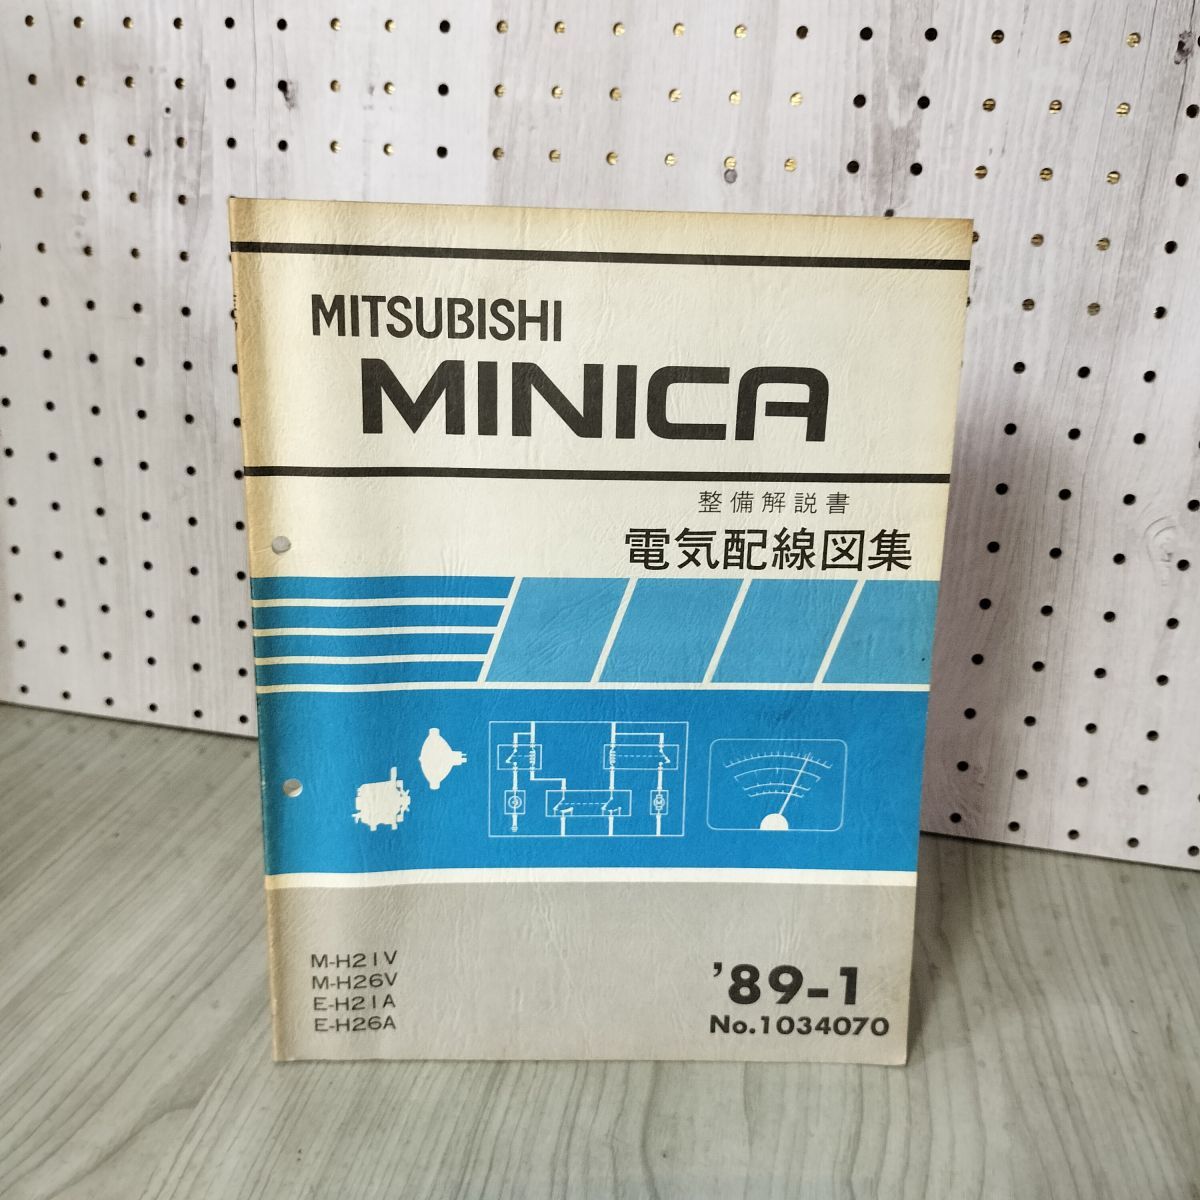 MITSUBISHI
MINICA
整備解説書
電気配線図集
M-H21V
M-H26V
E-H21A
E-H26A
'89-1
No.1034070